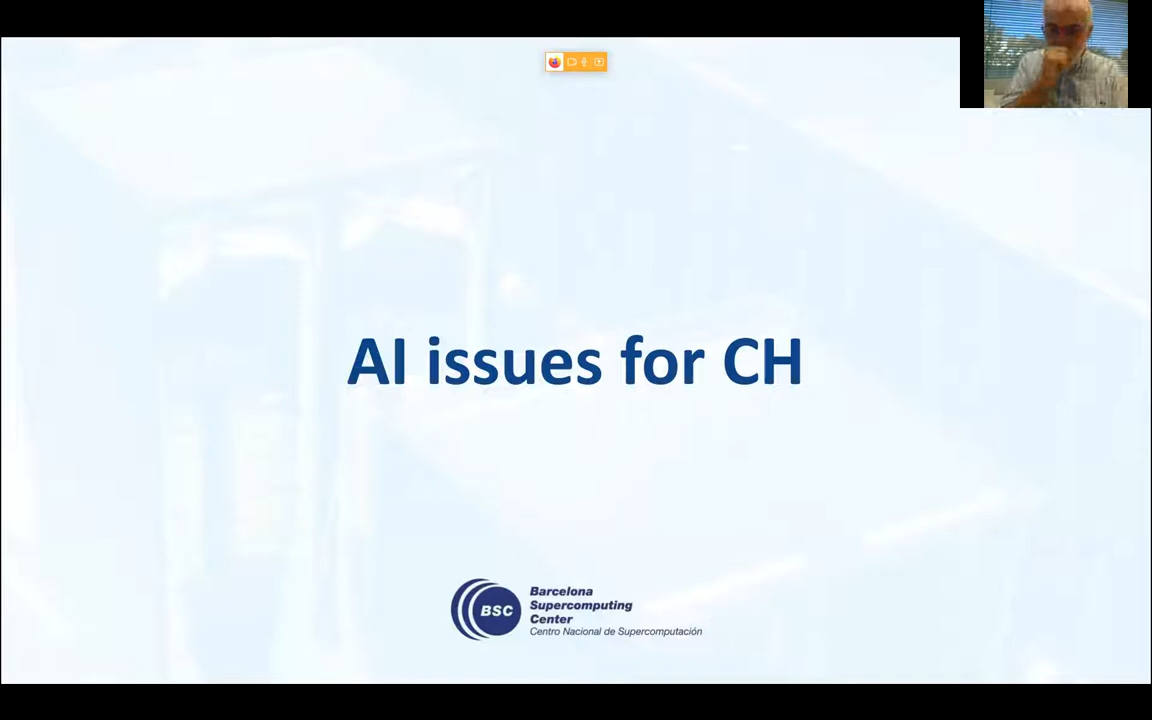 AI issues for CH
BSC
Barcelona
Supercomputing
Center
Centro Nacional de Supercomputación